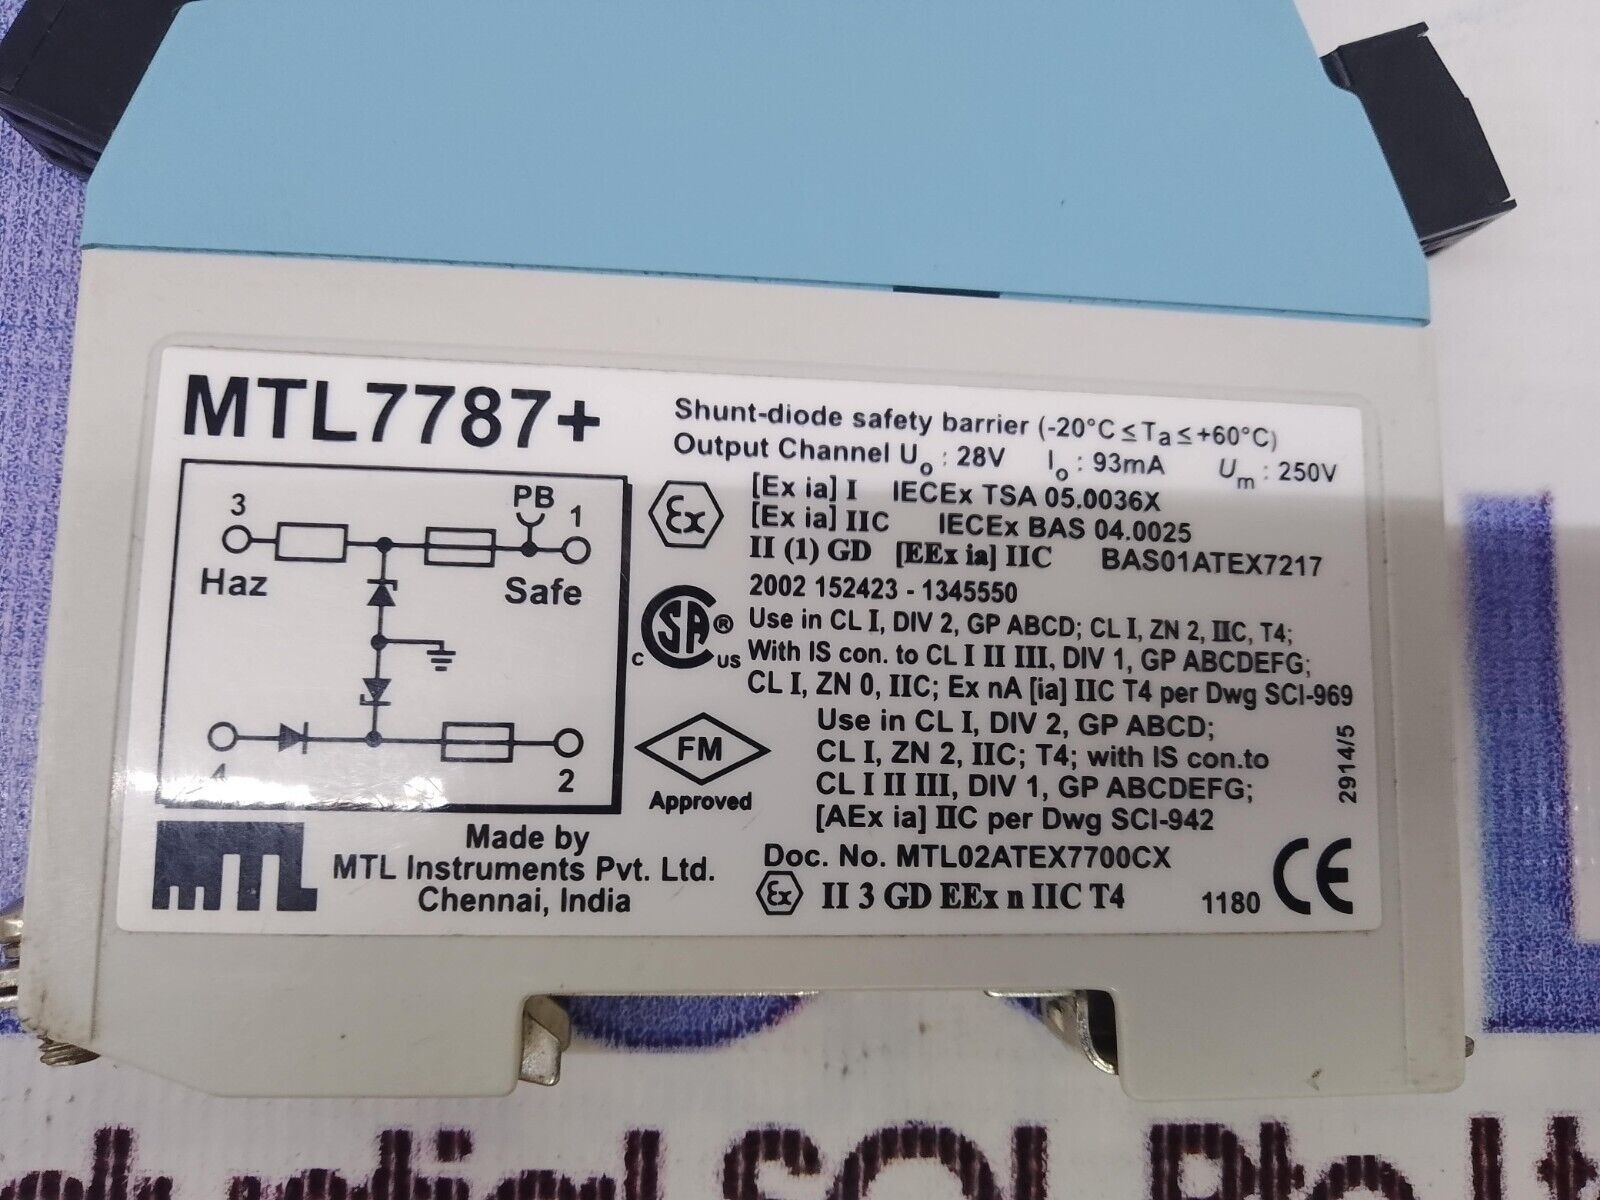 MTL7787+
Shunt-diode safety barrier (-20°C ≤ Ta ≤ +60°C)
Output Channel Uo : 28V Io : 93mA Um : 250V
3
PB
1
Haz
Safe
4
2
Ex
[Ex ia] I IECEx TSA 05.0036X
[Ex ia] IIC IECEx BAS 04.0025
II (1) GD [EEx ia] IIC BAS01ATEX7217
2002 152423 - 1345550
C SA ® US
Use in CL I, DIV 2, GP ABCD; CL I, ZN 2, IIC, T4;
With IS con. to CL I II III, DIV 1, GP ABCDEFG;
CL I, ZN 0, IIC; Ex nA [ia] IIC T4 per Dwg SCI-969
FM
Approved
Use in CL I, DIV 2, GP ABCD;
CL I, ZN 2, IIC; T4; with IS con.to
CL I II III, DIV 1, GP ABCDEFG;
[AEx ia] IIC per Dwg SCI-942
2914/5
MTL
Made by
MTL Instruments Pvt. Ltd.
Chennai, India
Doc. No. MTL02ATEX7700CX
Ex II 3 GD EEx n IIC T4
1180 CE